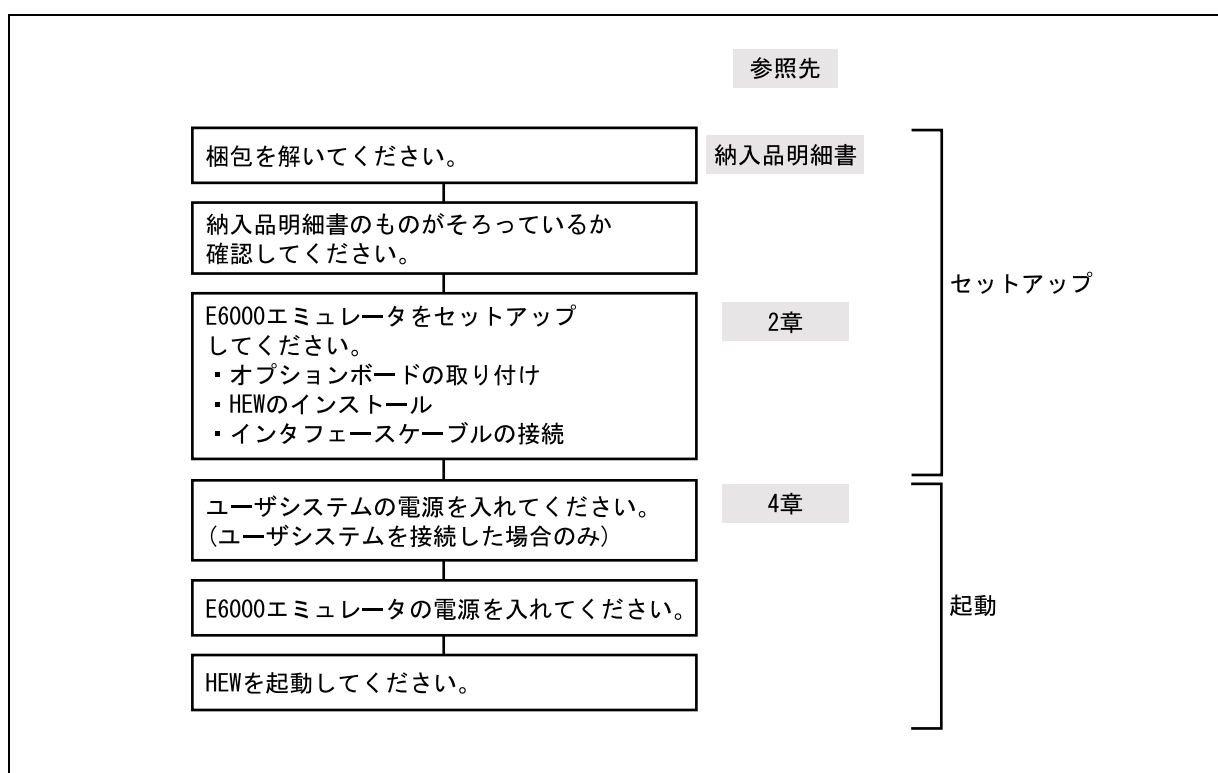 参照先
梱包を解いてください。
納入品明細書
納入品明細書のものがそろっているか
確認してください。
セットアップ
E6000エミュレータをセットアップ
してください。
・オプションボードの取り付け
・HEWのインストール
・インタフェースケーブルの接続
2章
ユーザシステムの電源を入れてください。
(ユーザシステムを接続した場合のみ)
4章
E6000エミュレータの電源を入れてください。
起動
HEWを起動してください。